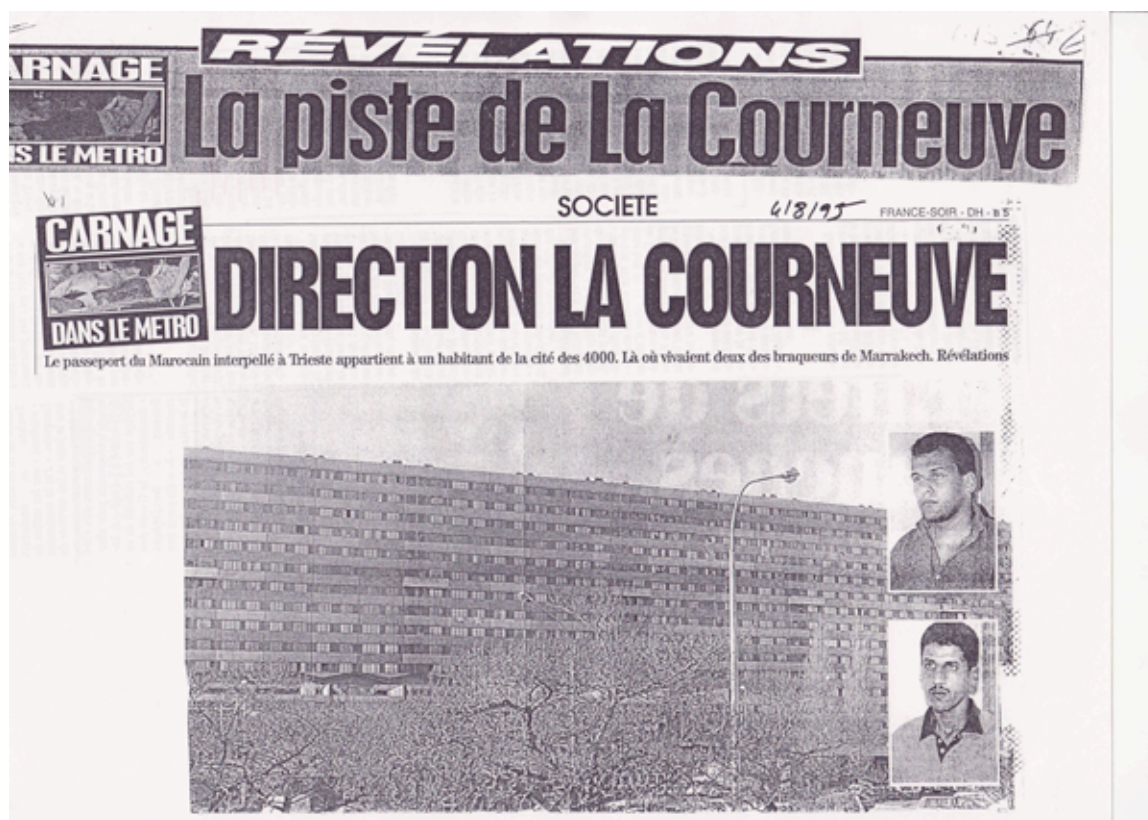 RÉVÉLATIONS
ARNAGE
La piste de La Courneuve
S LE METRO
SOCIETE
4/8/95
FRANCE-SOIR - DH - B 5
CARNAGE
DIRECTION LA COURNEUVE
DANS LE METRO
Le passeport du Marocain interpellé à Trieste appartient à un habitant de la cité des 4000. Là où vivaient deux des braqueurs de Marrakech. Révélations